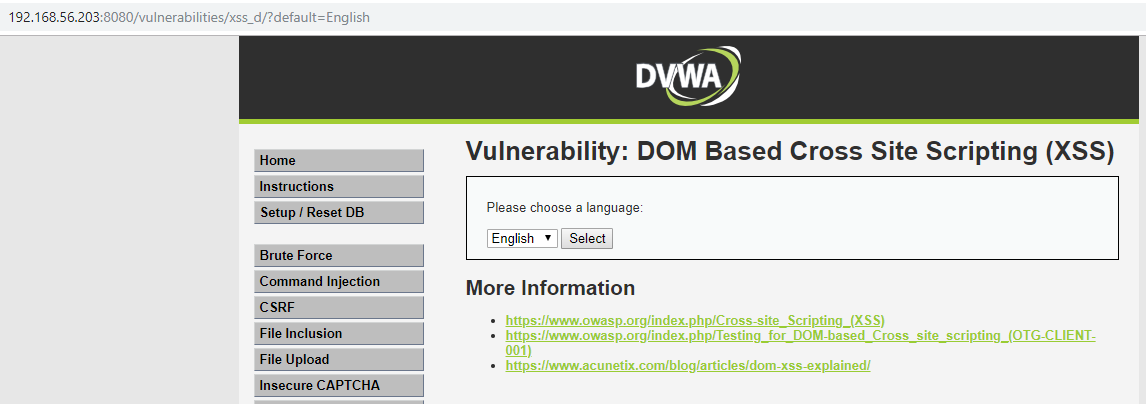 192.168.56.203:8080/vulnerabilities/xss_d/?default=English
DVWA
Home
Instructions
Setup / Reset DB
Brute Force
Command Injection
CSRF
File Inclusion
File Upload
Insecure CAPTCHA
Vulnerability: DOM Based Cross Site Scripting (XSS)
Please choose a language:
English Select
More Information
https://www.owasp.org/index.php/Cross-site_Scripting_(XSS)
https://www.owasp.org/index.php/Testing_for_DOM-based_Cross_site_scripting_(OTG-CLIENT-
001)
https://www.acunetix.com/blog/articles/dom-xss-explained/